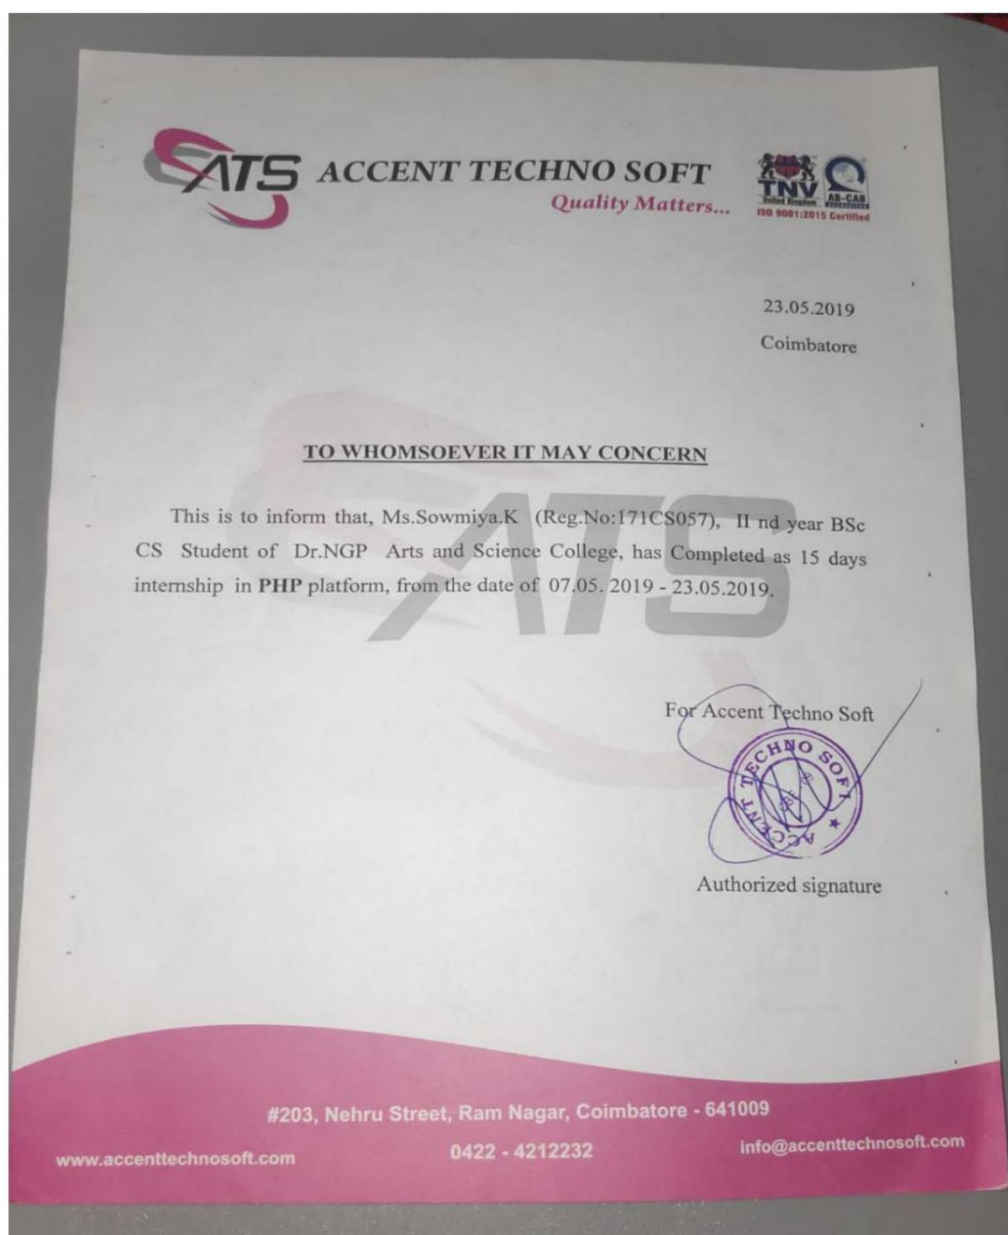 ATS ACCENT TECHNO SOFT
Quality Matters...
TNV
United Kingdom
AB-CAB
ISO 9001:2015 Certified
23.05.2019
Coimbatore
TO WHOMSOEVER IT MAY CONCERN
This is to inform that, Ms.Sowmiya.K (Reg.No:171CS057), II nd year BSc
CS Student of Dr.NGP Arts and Science College, has Completed as 15 days
internship in PHP platform, from the date of 07.05. 2019 - 23.05.2019.
ATS
For Accent Techno Soft
ACCENT TECHNO SOFT ★
Authorized signature
#203, Nehru Street, Ram Nagar, Coimbatore - 641009
www.accenttechnosoft.com 0422 - 4212232 info@accenttechnosoft.com